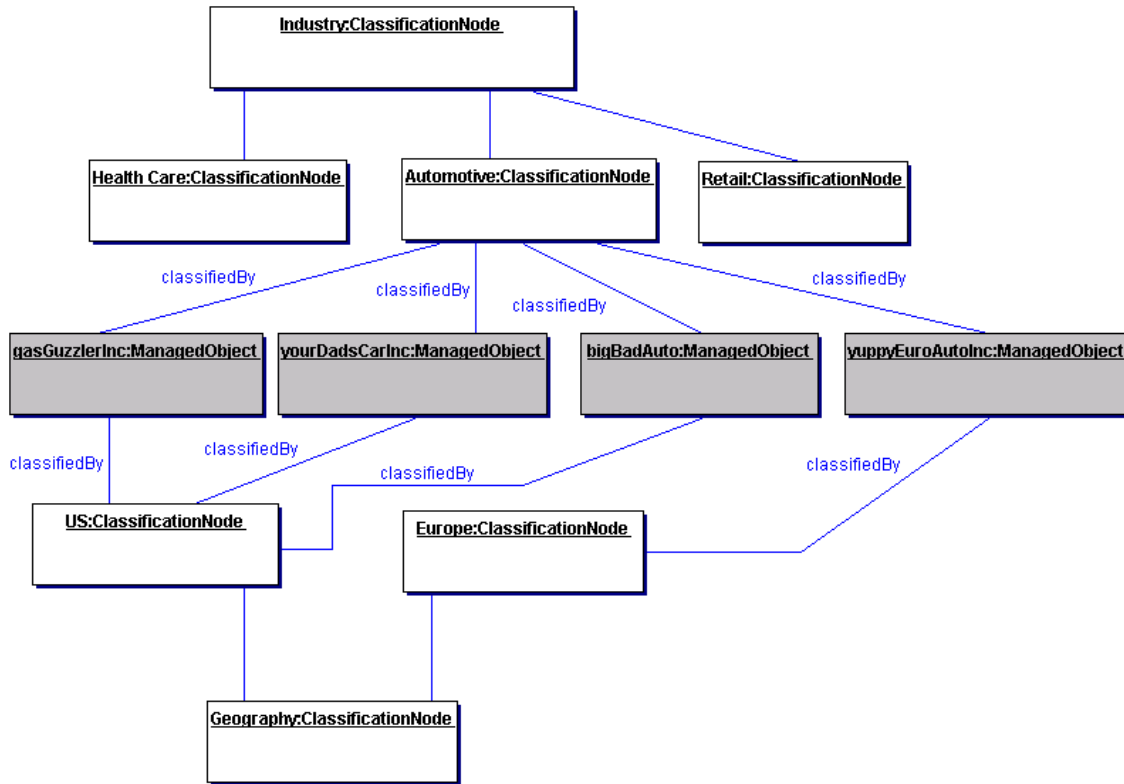 Industry:ClassificationNode
Health Care:ClassificationNode
Automotive:ClassificationNode
Retail:ClassificationNode
classifiedBy
classifiedBy
classifiedBy
classifiedBy
gasGuzzlerInc:ManagedObject
yourDadsCarInc:ManagedObject
bigBadAuto:ManagedObject
yuppyEuroAutoInc:ManagedObject
classifiedBy
classifiedBy
classifiedBy
classifiedBy
US:ClassificationNode
Europe:ClassificationNode
Geography:ClassificationNode